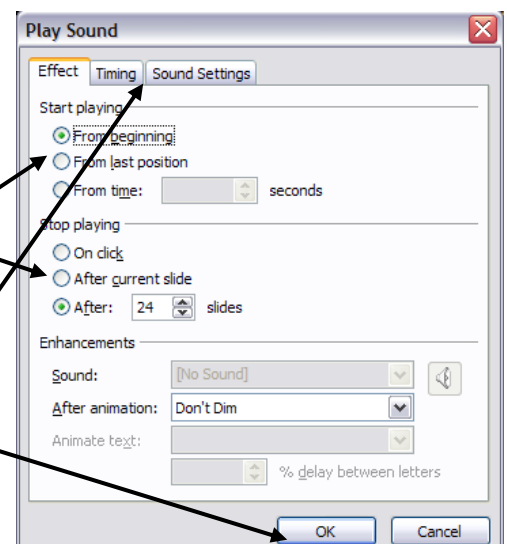 Play Sound
Effect Timing Sound Settings
Start playing
From beginning
From last position
From time: seconds
Stop playing
On click
After current slide
After: 24 slides
Enhancements
Sound: [No Sound]
After animation: Don't Dim
Animate text:
% delay between letters
OK Cancel